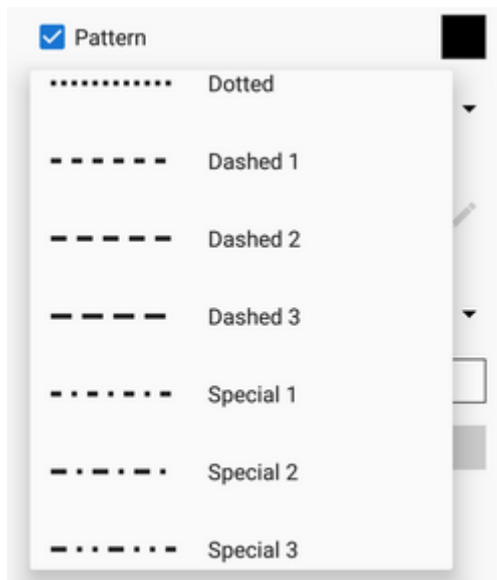 Pattern
Dotted
Dashed 1
Dashed 2
Dashed 3
Special 1
Special 2
Special 3